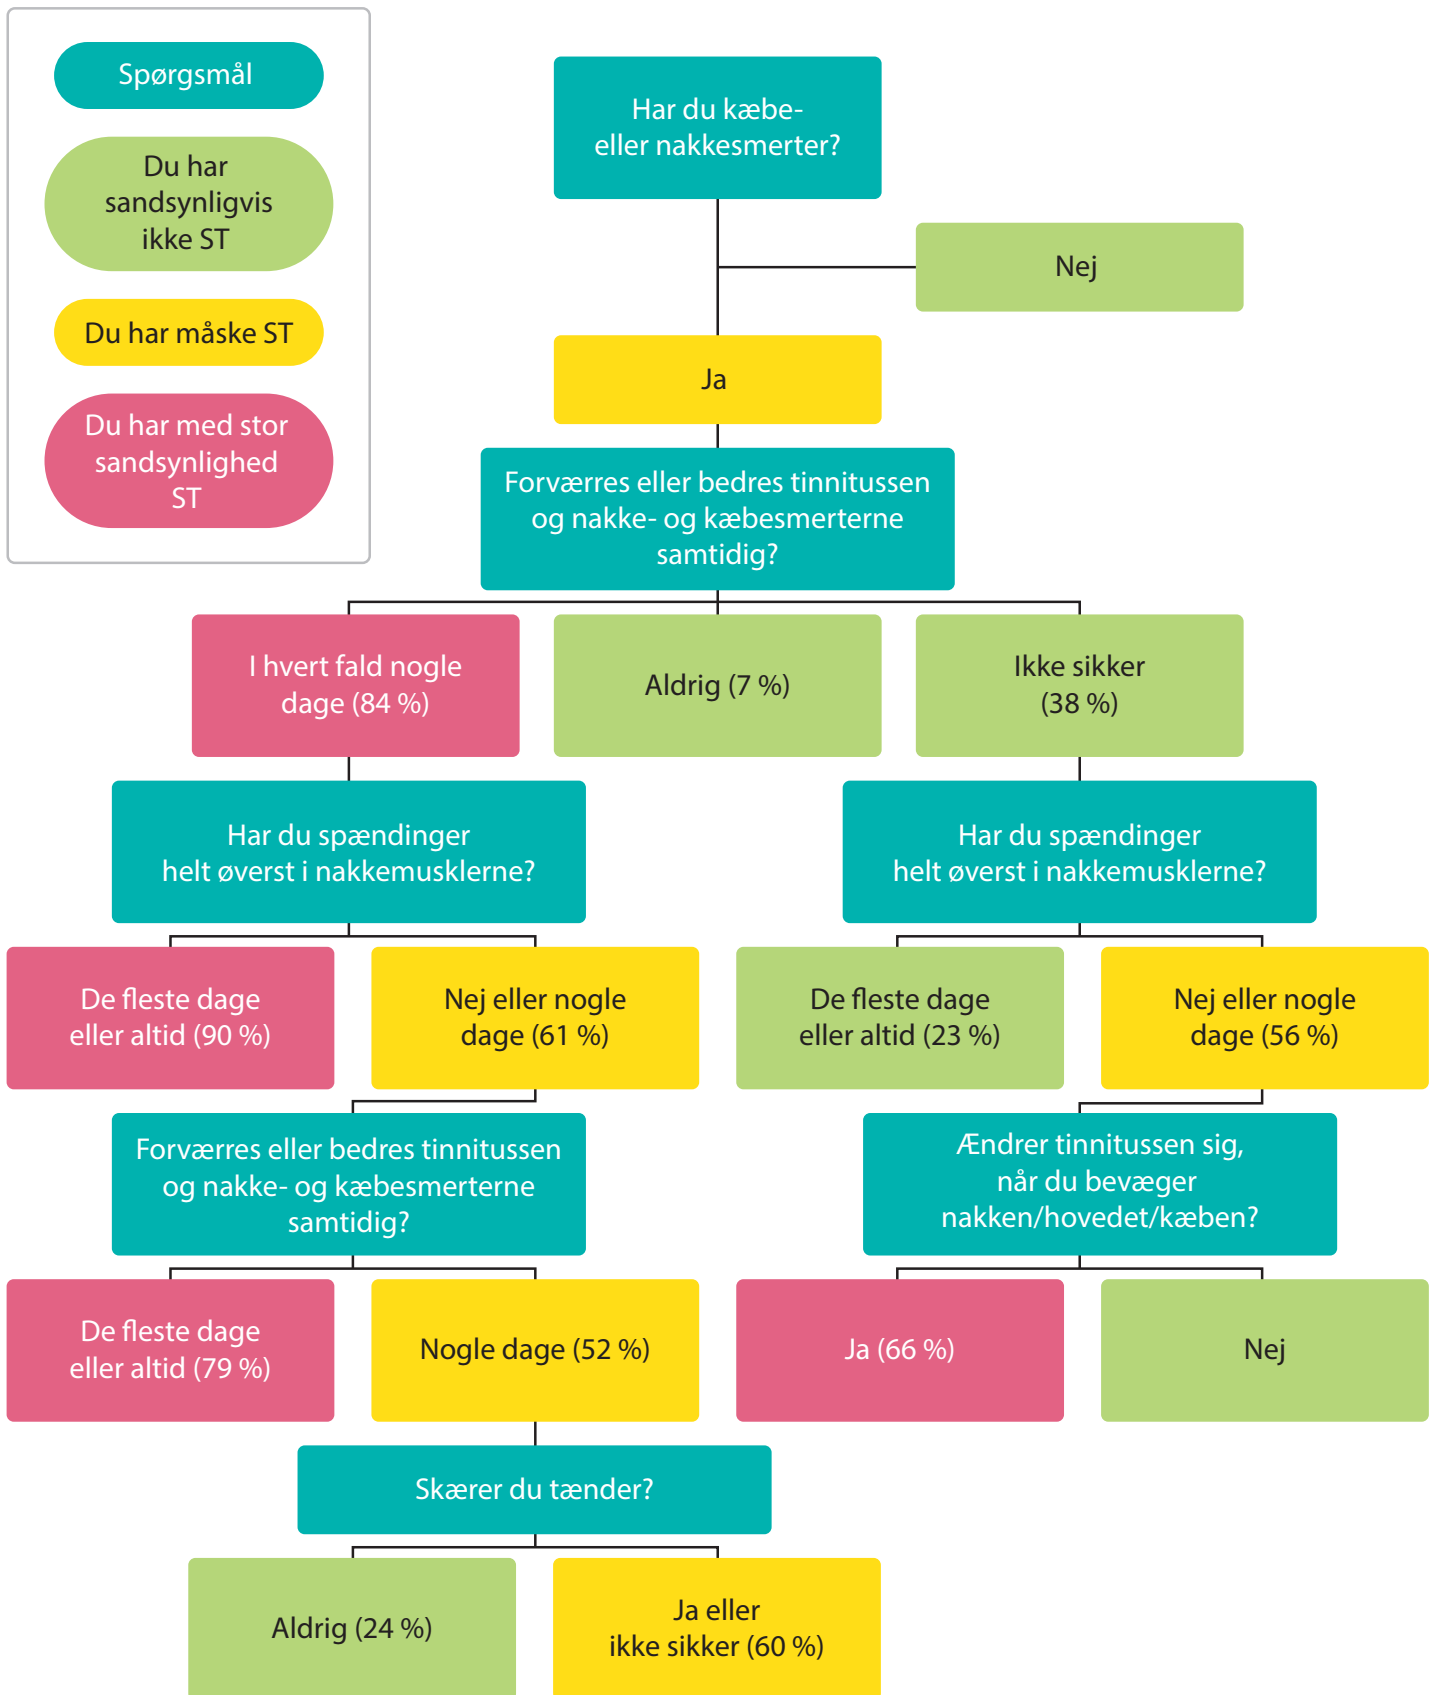 Spørgsmål
Du har
sandsynligvis
ikke ST
Du har måske ST
Du har med stor
sandsynlighed
ST
Har du kæbe-
eller nakkesmerter?
Nej
Ja
Forværres eller bedres tinnitussen
og nakke- og kæbesmerterne
samtidig?
I hvert fald nogle
dage (84 %)
Aldrig (7 %)
Ikke sikker
(38 %)
Har du spændinger
helt øverst i nakkemusklerne?
Har du spændinger
helt øverst i nakkemusklerne?
De fleste dage
eller altid (90 %)
Nej eller nogle
dage (61 %)
De fleste dage
eller altid (23 %)
Nej eller nogle
dage (56 %)
Forværres eller bedres tinnitussen
og nakke- og kæbesmerterne
samtidig?
Ændrer tinnitussen sig,
når du bevæger
nakken/hovedet/kæben?
De fleste dage
eller altid (79 %)
Nogle dage (52 %)
Ja (66 %)
Nej
Skærer du tænder?
Aldrig (24 %)
Ja eller
ikke sikker (60 %)